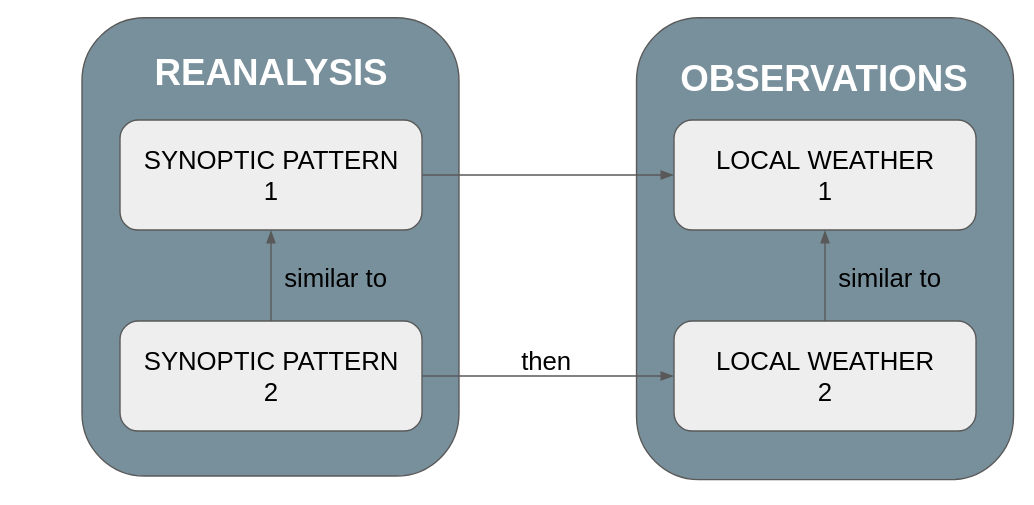 REANALYSIS
SYNOPTIC PATTERN
1
similar to
SYNOPTIC PATTERN
2
then
OBSERVATIONS
LOCAL WEATHER
1
similar to
LOCAL WEATHER
2